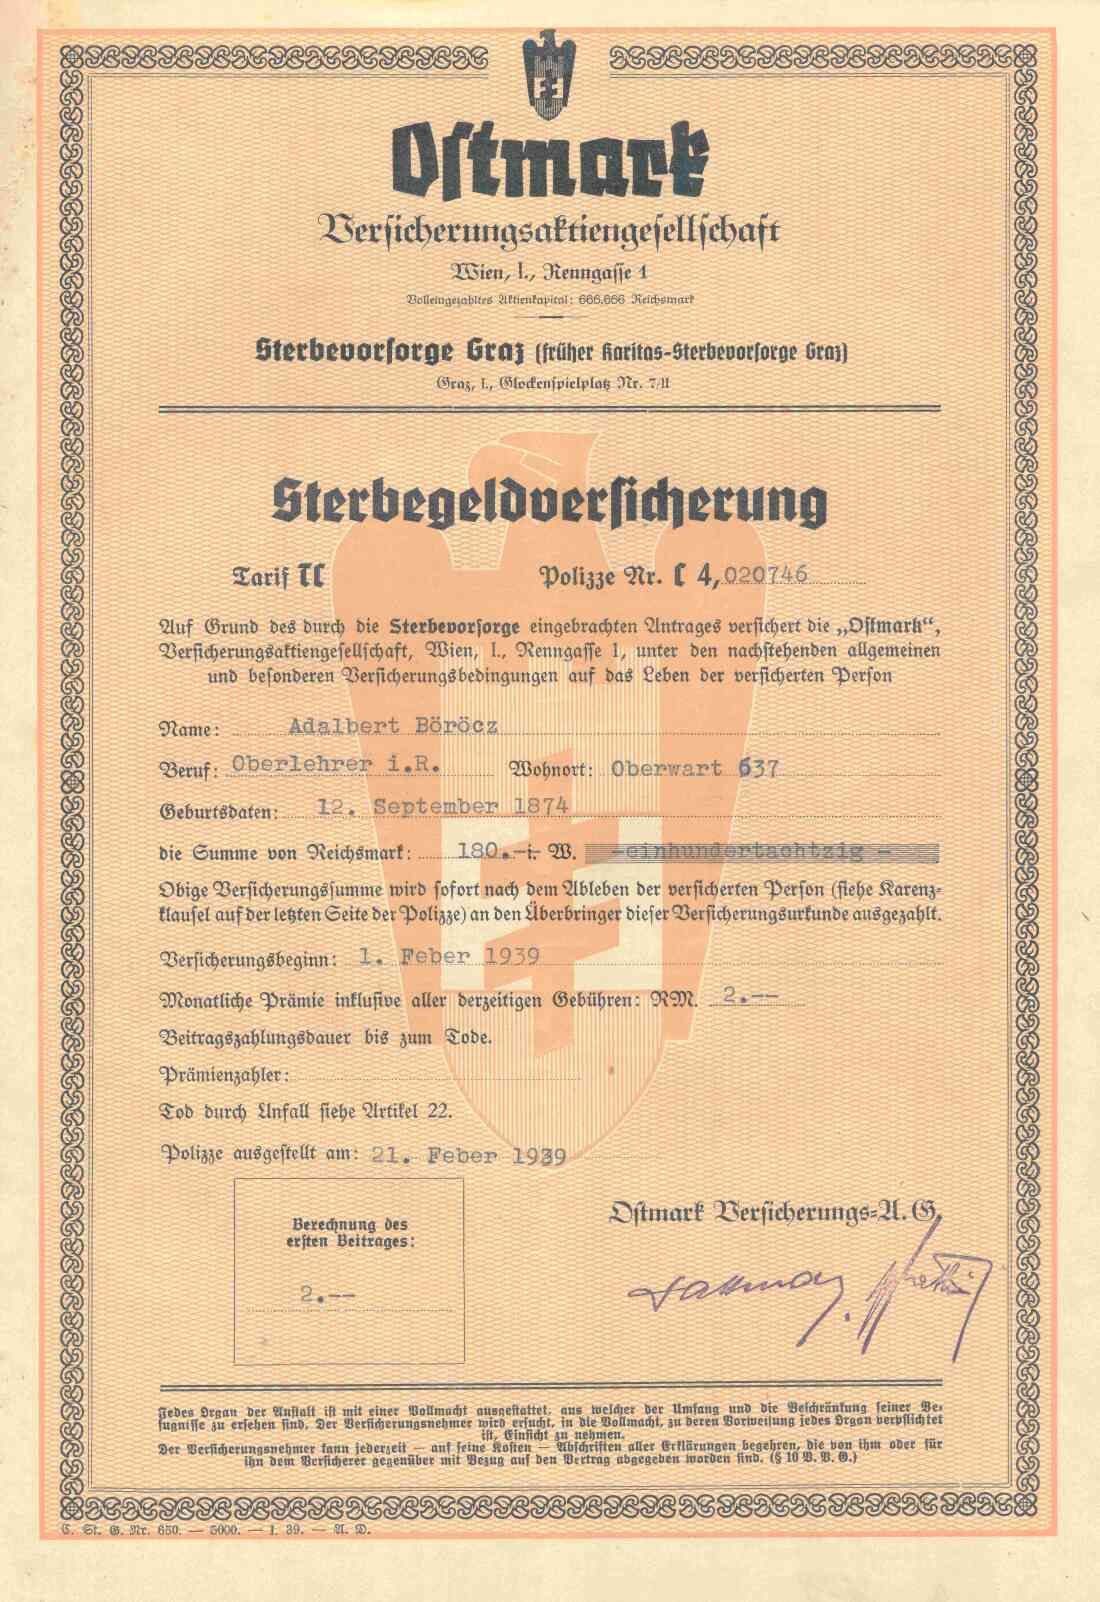 Ostmark
Versicherungsaktiengesellschaft
Wien, I., Renngasse 1
Volleingezahltes Aktienkapital: 666.666 Reichsmark
Sterbevorsorge Graz (früher Karitas-Sterbevorsorge Graz)
Graz, I., Glockenspielplatz Nr. 7/II
Sterbegeldversicherung
Tarif TC Polizze Nr. C 4,020746
Auf Grund des durch die Sterbevorsorge eingebrachten Antrages versichert die „Ostmark“,
Versicherungsaktiengesellschaft, Wien, I., Renngasse 1, unter den nachstehenden allgemeinen
und besonderen Versicherungsbedingungen auf das Leben der versicherten Person
Name: Adalbert Böröcz
Beruf: Oberlehrer i.R. Wohnort: Oberwart 637
Geburtsdaten: 12. September 1874
die Summe von Reichsmark: 180.-- i. W. -einhundertachtzig -
Obige Versicherungssumme wird sofort nach dem Ableben der versicherten Person (siehe Karenz-
klausel auf der letzten Seite der Polizze) an den Überbringer dieser Versicherungsurkunde ausgezahlt.
Versicherungsbeginn: 1. Feber 1939
Monatliche Prämie inklusive aller derzeitigen Gebühren: RM. 2.--
Beitragszahlungsdauer bis zum Tode.
Prämienzahler:
Tod durch Unfall siehe Artikel 22.
Polizze ausgestellt am: 21. Feber 1939
Berechnung des
ersten Beitrages:
2.--
Ostmark Versicherungs-A. G.
Jedes Organ der Anstalt ist mit einer Vollmacht ausgestattet, aus welcher der Umfang und die Beschränkung seiner Be-
fugnisse zu ersehen sind. Der Versicherungsnehmer wird ersucht, in die Vollmacht, zu deren Vorweisung jedes Organ verpflichtet
ist, Einsicht zu nehmen.
Der Versicherungsnehmer kann jederzeit — auf seine Kosten — Abschriften aller Erklärungen begehren, die von ihm oder für
ihn dem Versicherer gegenüber mit Bezug auf den Vertrag abgegeben worden sind. (§ 10 V. V. G.)
C. St. G. Nr. 650. — 5000. — I. 39. — A. D.